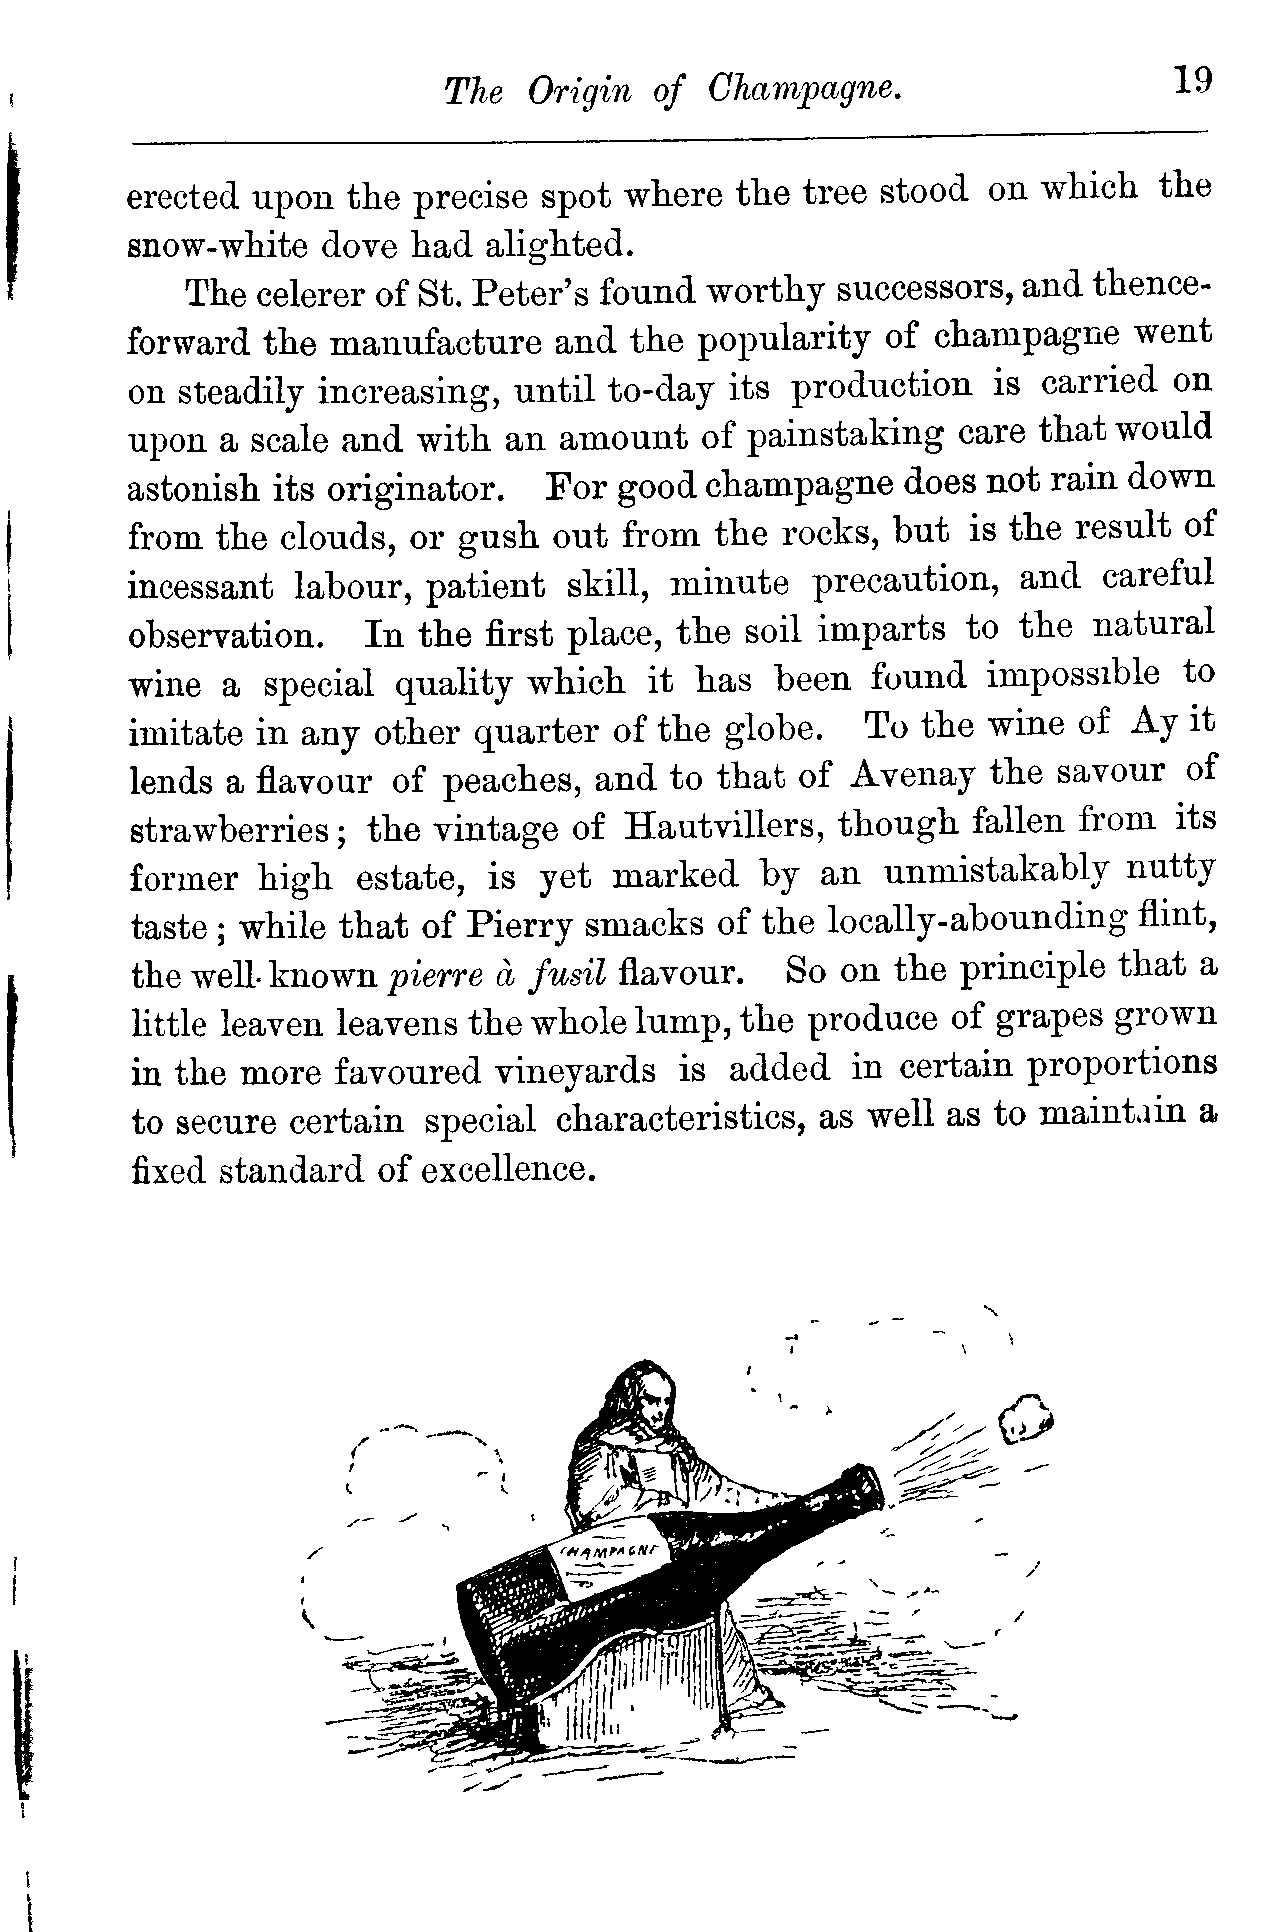 The Origin of Champagne. 19
erected upon the precise spot where the tree stood on which the
snow-white dove had alighted.
The celerer of St. Peter's found worthy successors, and thence-
forward the manufacture and the popularity of champagne went
on steadily increasing, until to-day its production is carried on
upon a scale and with an amount of painstaking care that would
astonish its originator. For good champagne does not rain down
from the clouds, or gush out from the rocks, but is the result of
incessant labour, patient skill, minute precaution, and careful
observation. In the first place, the soil imparts to the natural
wine a special quality which it has been found impossible to
imitate in any other quarter of the globe. To the wine of Ay it
lends a flavour of peaches, and to that of Avenay the savour of
strawberries; the vintage of Hautvillers, though fallen from its
former high estate, is yet marked by an unmistakably nutty
taste; while that of Pierry smacks of the locally-abounding flint,
the well-known pierre à fusil flavour. So on the principle that a
little leaven leavens the whole lump, the produce of grapes grown
in the more favoured vineyards is added in certain proportions
to secure certain special characteristics, as well as to maintain a
fixed standard of excellence.
CHAMPAGNE